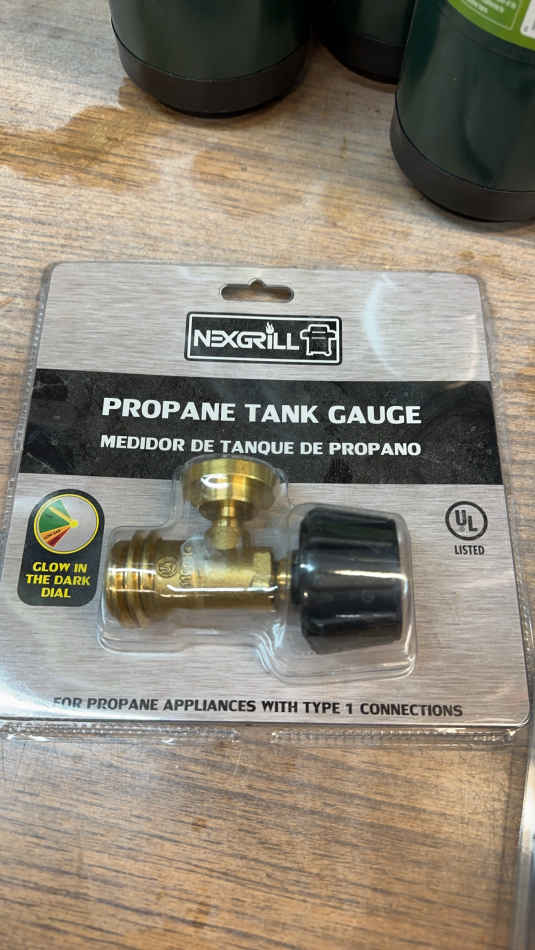 NEXGRILL
PROPANE TANK GAUGE
MEDIDOR DE TANQUE DE PROPANO
UL
LISTED
GLOW IN
THE DARK
DIAL
FOR PROPANE APPLIANCES WITH TYPE 1 CONNECTIONS